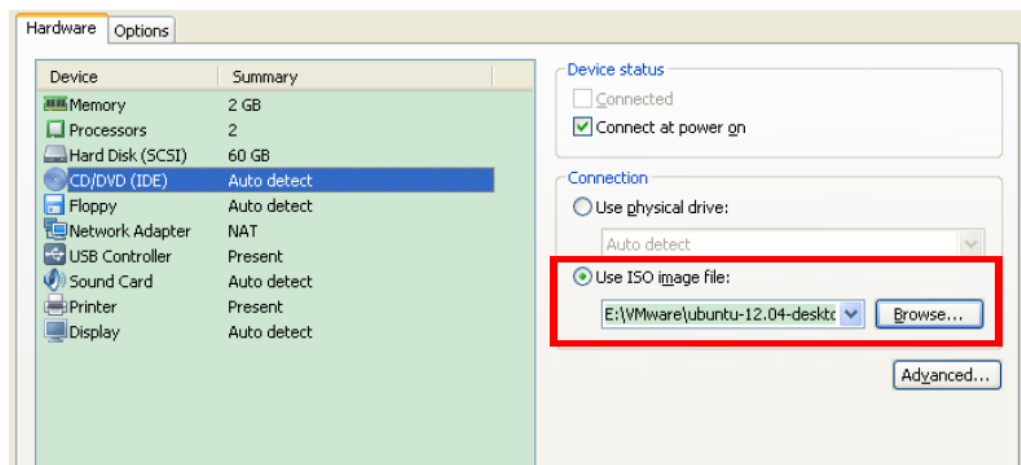 Hardware Options
Device Summary
Memory 2 GB
Processors 2
Hard Disk (SCSI) 60 GB
CD/DVD (IDE) Auto detect
Floppy Auto detect
Network Adapter NAT
USB Controller Present
Sound Card Auto detect
Printer Present
Display Auto detect
Device status
Connected
Connect at power on
Connection
Use physical drive:
Auto detect
Use ISO image file:
E:\VMware\ubuntu-12.04-deskto Browse...
Advanced...